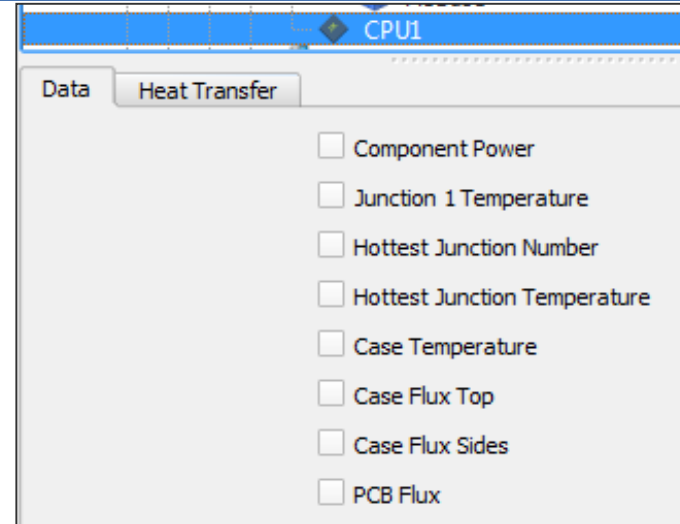 CPU1
Data
Heat Transfer
Component Power
Junction 1 Temperature
Hottest Junction Number
Hottest Junction Temperature
Case Temperature
Case Flux Top
Case Flux Sides
PCB Flux